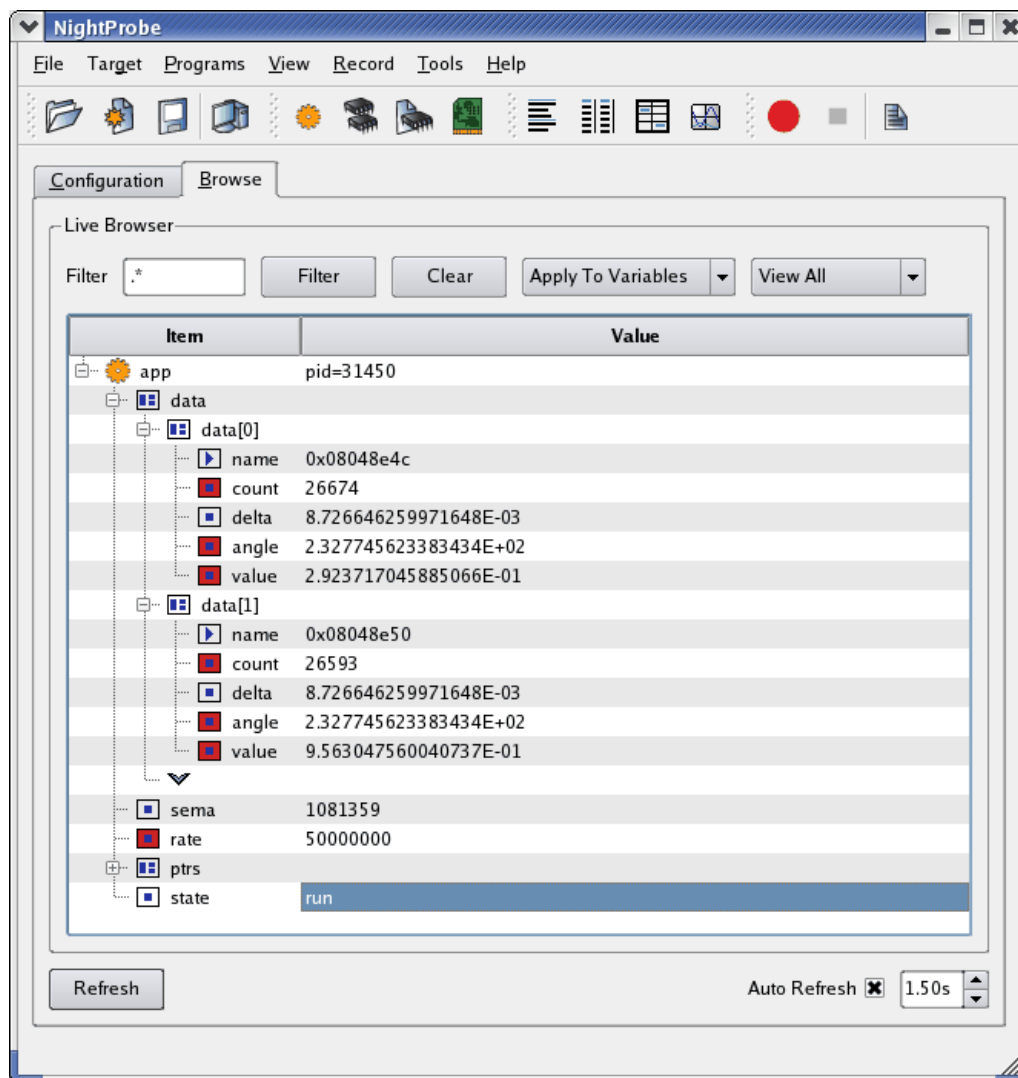 NightProbe
File Target Programs View Record Tools Help
Configuration Browse
Live Browser
Filter .* Filter Clear Apply To Variables View All
Item Value
app pid=31450
data
data[0]
name 0x08048e4c
count 26674
delta 8.726646259971648E-03
angle 2.327745623383434E+02
value 2.923717045885066E-01
data[1]
name 0x08048e50
count 26593
delta 8.726646259971648E-03
angle 2.327745623383434E+02
value 9.563047560040737E-01
sema 1081359
rate 50000000
ptrs
state run
Refresh Auto Refresh 1.50s